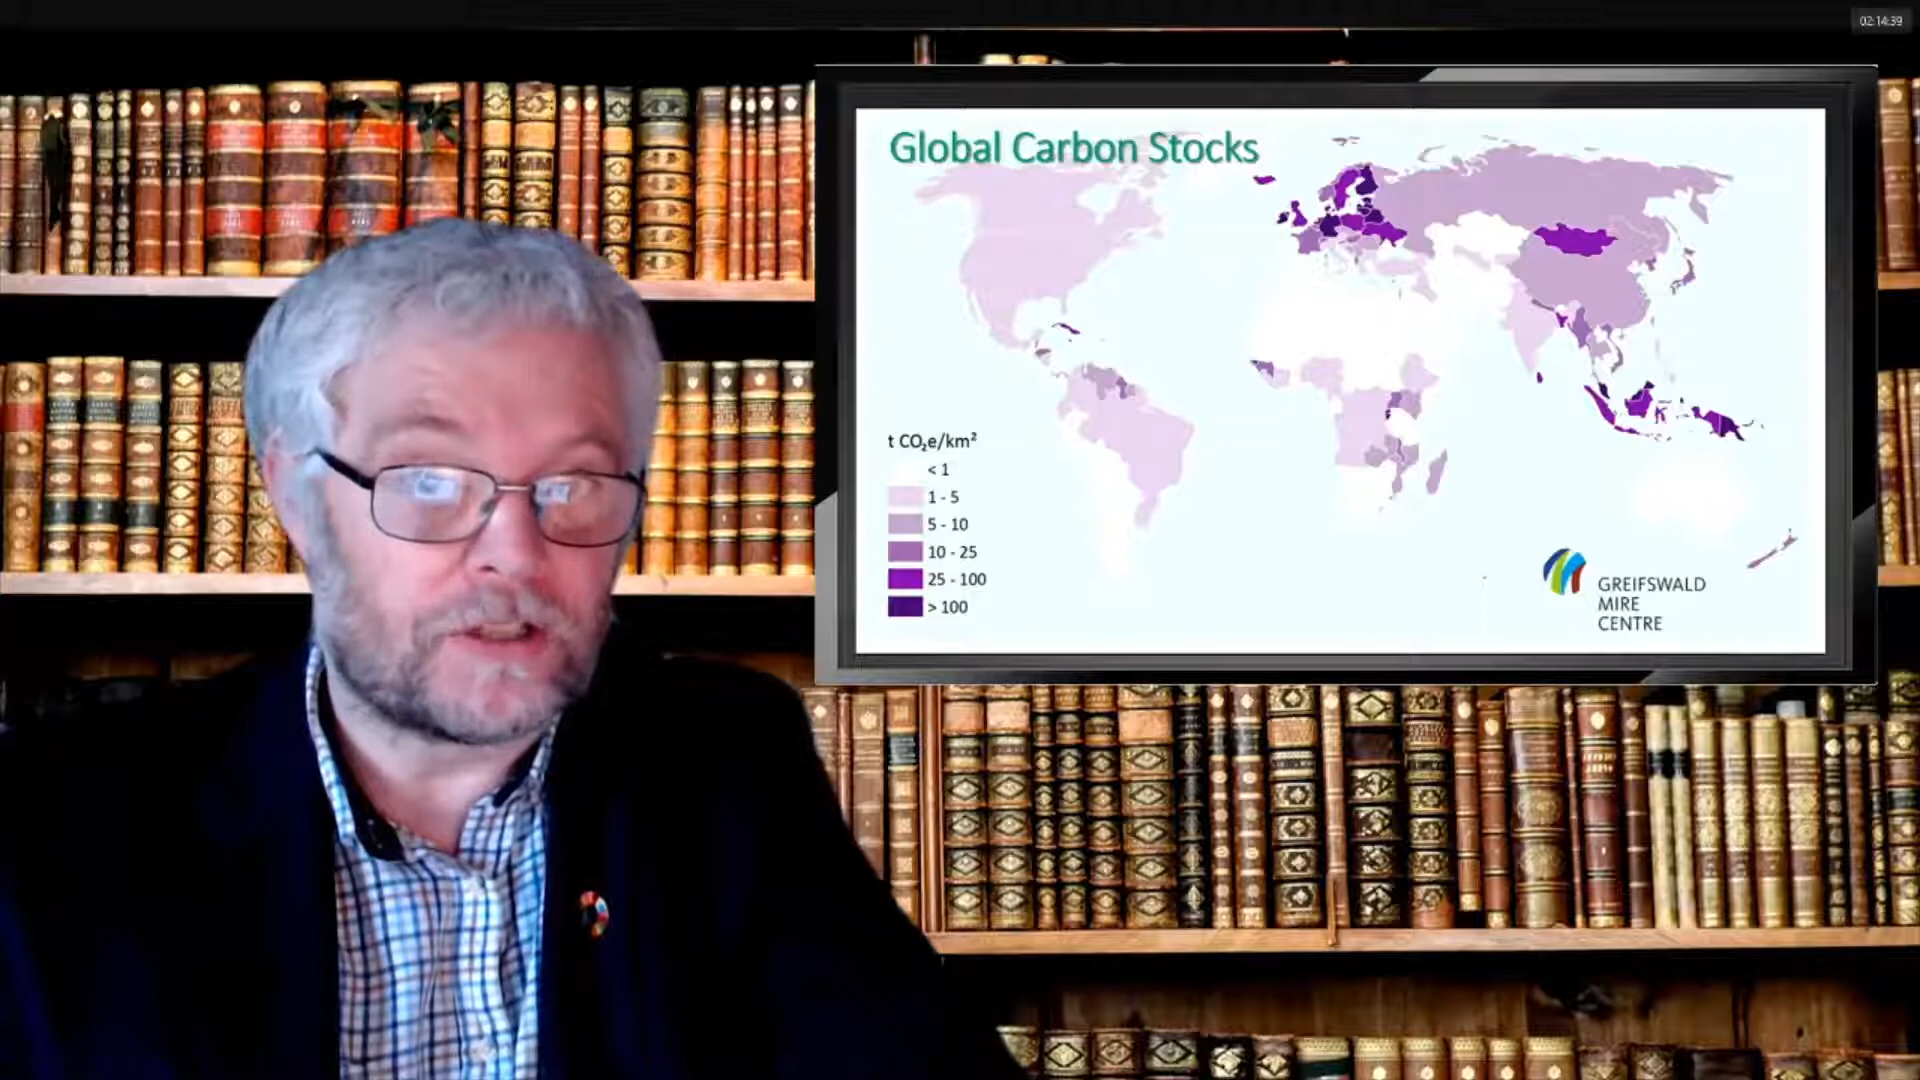 02:14:39
Global Carbon Stocks
t CO₂e/km²
< 1
1 - 5
5 - 10
10 - 25
25 - 100
> 100
GREIFSWALD
MIRE
CENTRE